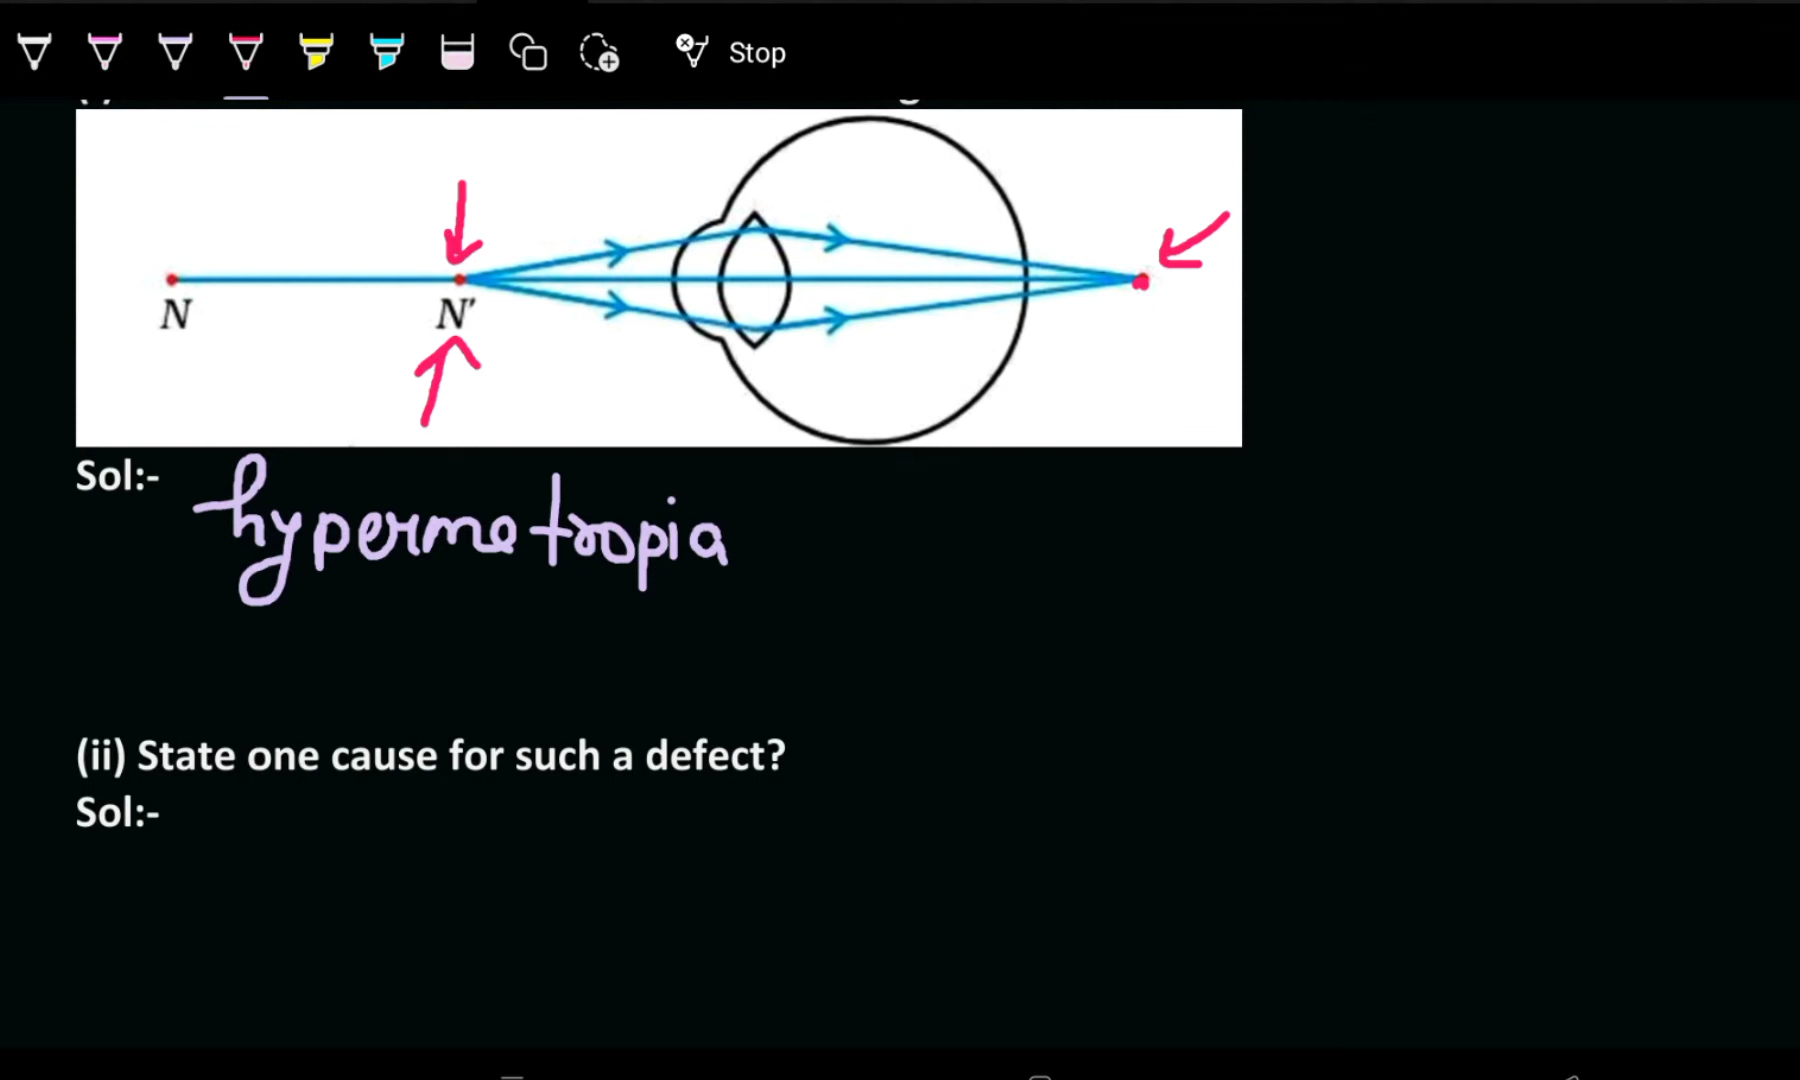 Stop
N N'
Sol:- hypermetropia
(ii) State one cause for such a defect?
Sol:-